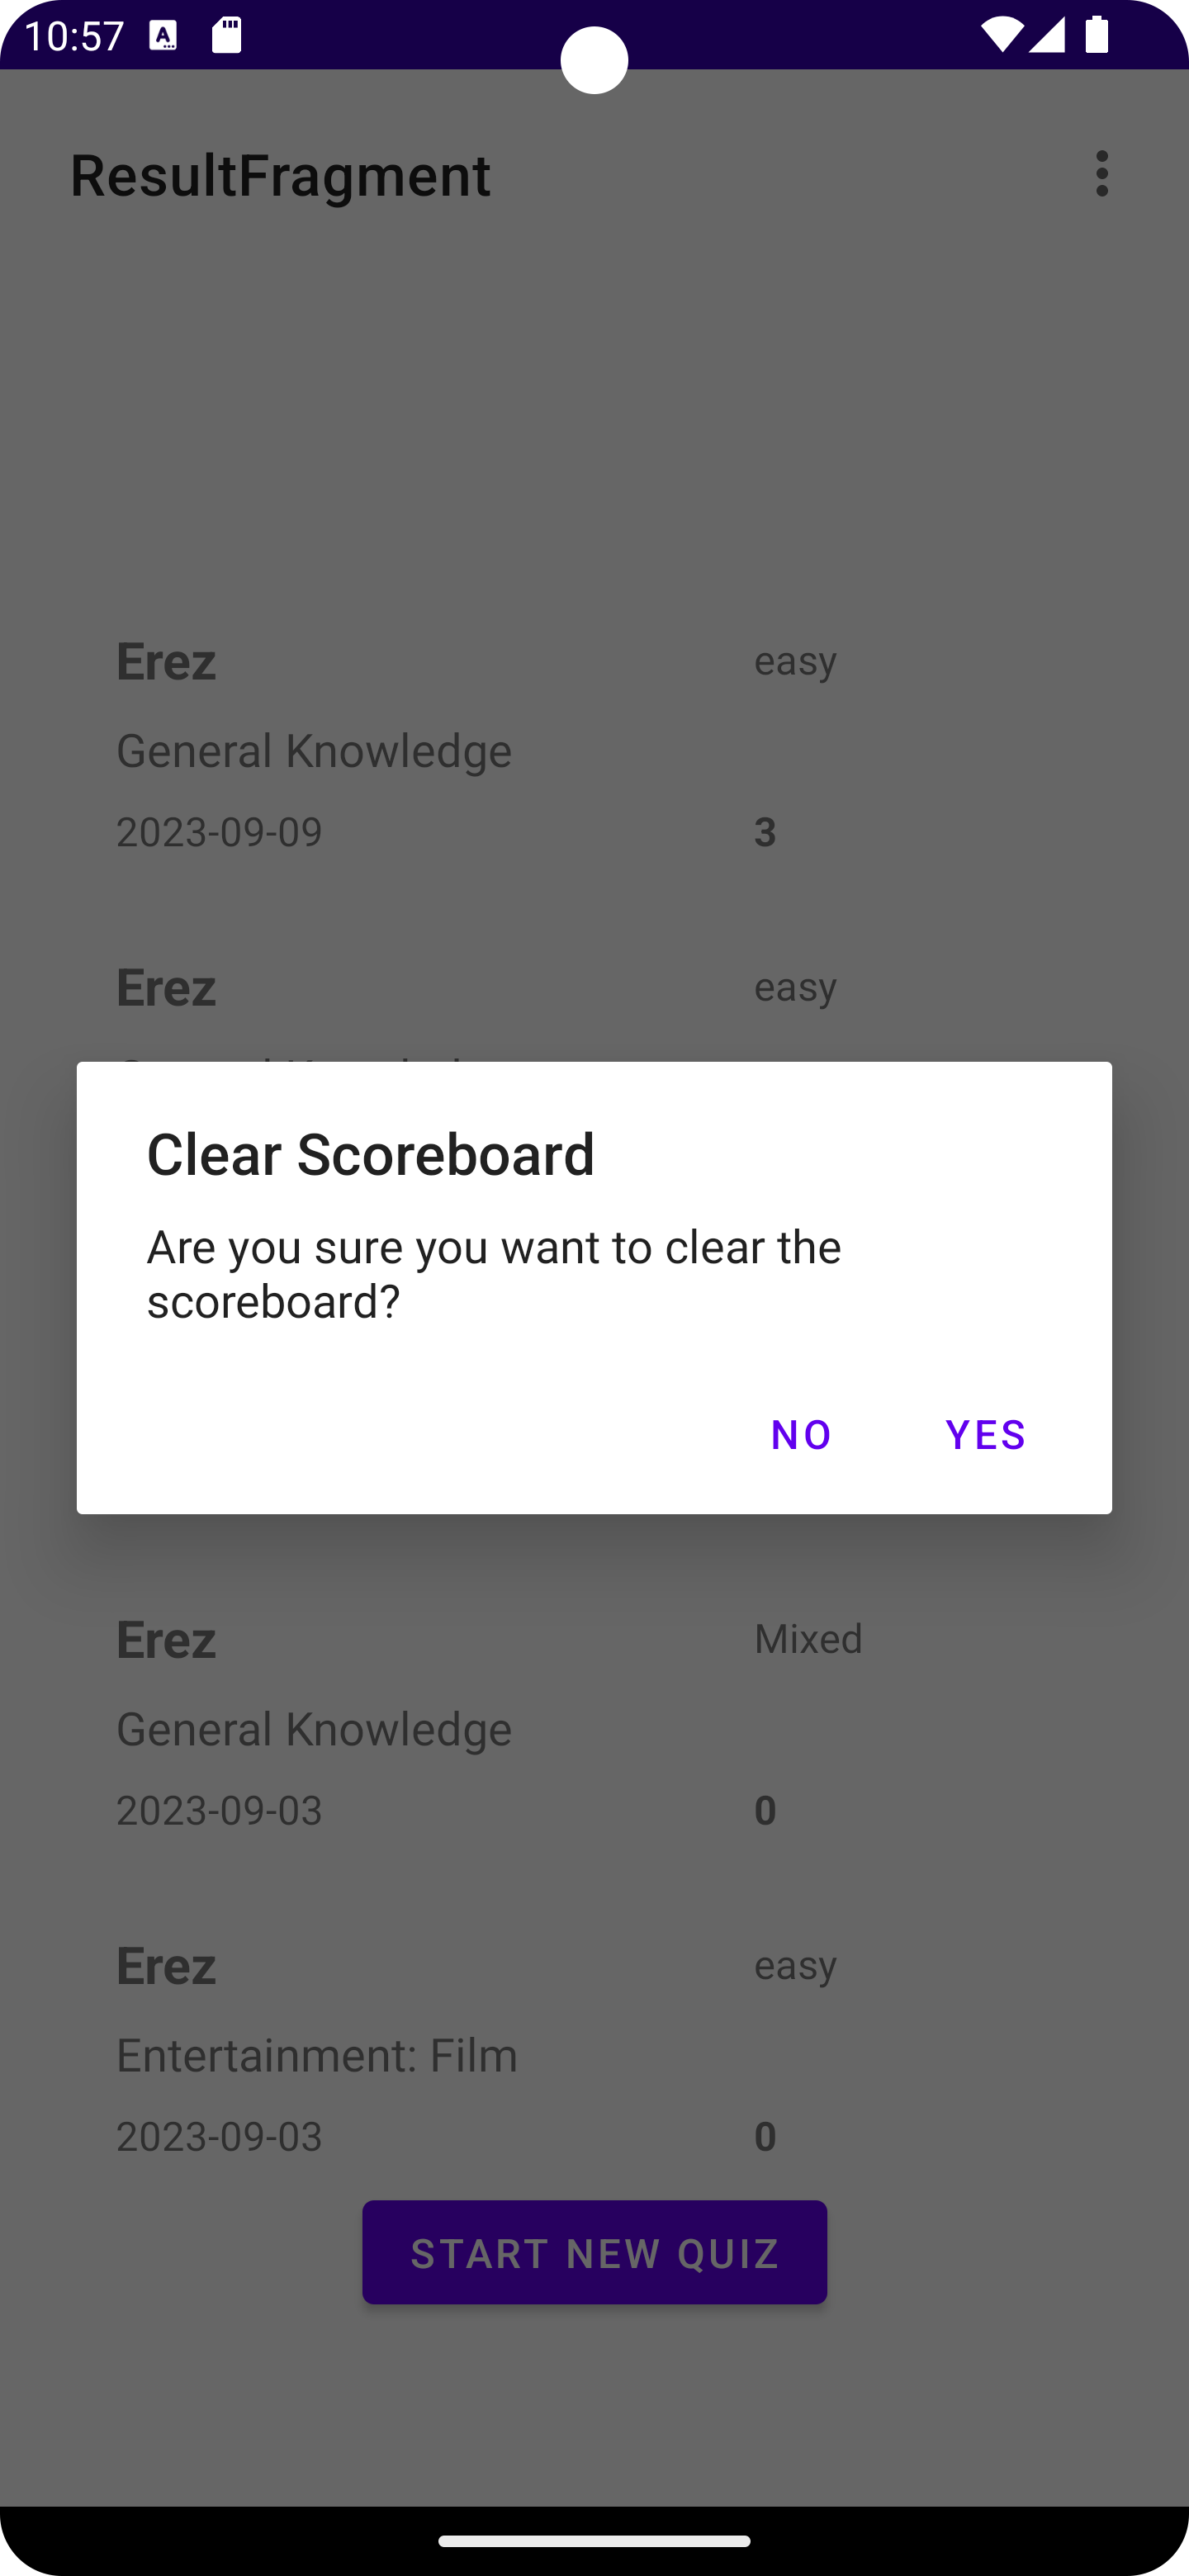 10:57
ResultFragment
Erez
easy
General Knowledge
2023-09-09
3
Erez
easy
Clear Scoreboard
Are you sure you want to clear the
scoreboard?
NO
YES
Erez
Mixed
General Knowledge
2023-09-03
0
Erez
easy
Entertainment: Film
2023-09-03
0
START NEW QUIZ